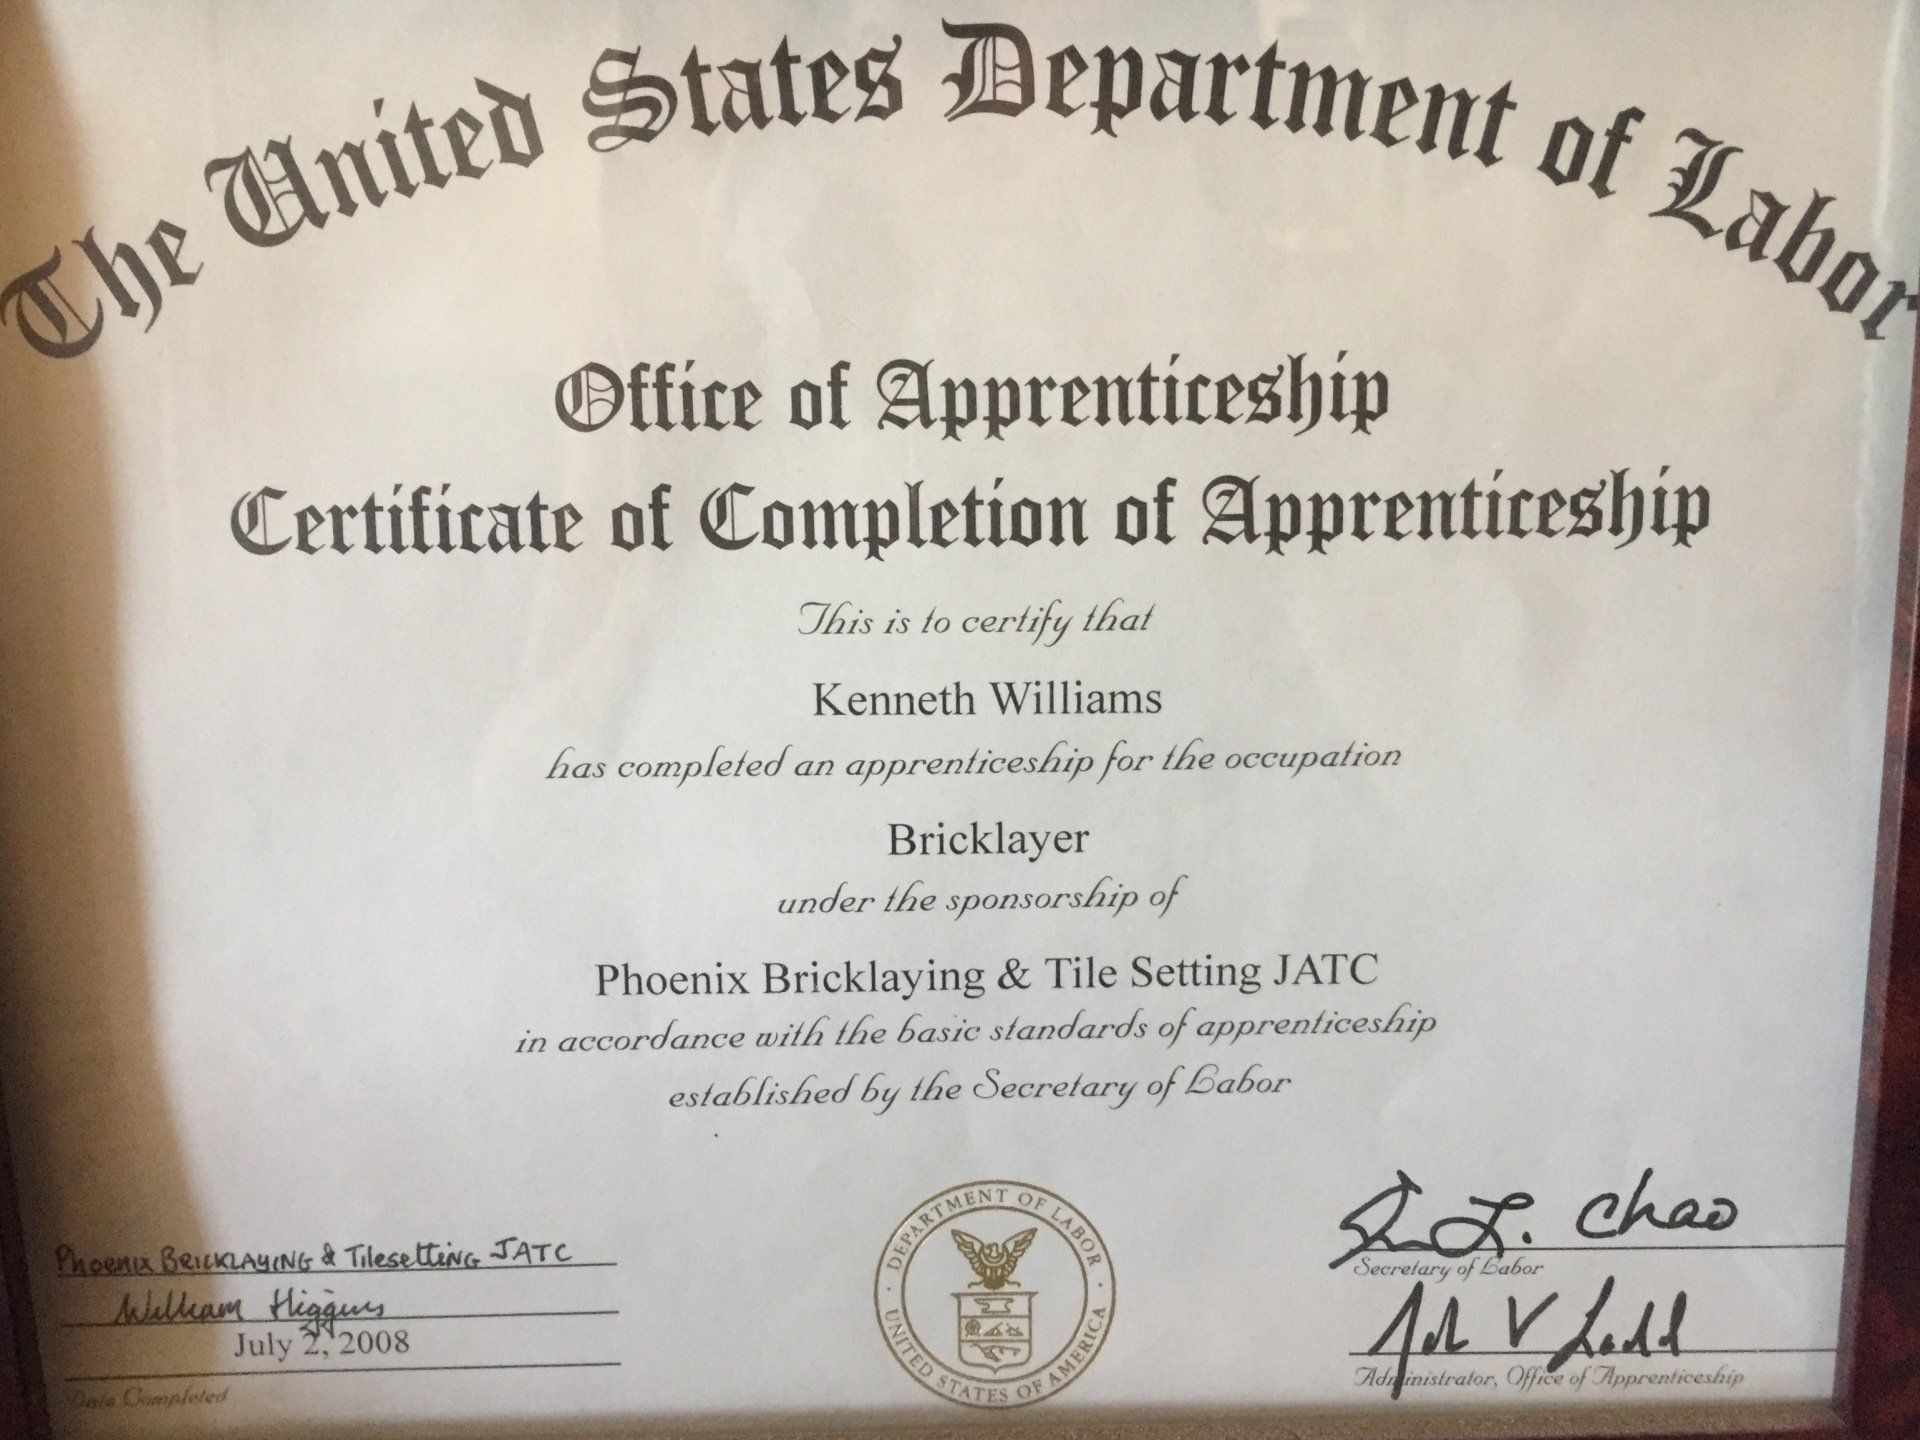 The United States Department of Labor
Office of Apprenticeship
Certificate of Completion of Apprenticeship
This is to certify that
Kenneth Williams
has completed an apprenticeship for the occupation
Bricklayer
under the sponsorship of
Phoenix Bricklaying & Tile Setting JATC
in accordance with the basic standards of apprenticeship
established by the Secretary of Labor
Phoenix BRICKLAYING & TilesettiNG JATC
William Higgins
July 2, 2008
Date Completed
DEPARTMENT OF LABOR
UNITED STATES OF AMERICA
L. Chao
Secretary of Labor
V Ladd
Administrator, Office of Apprenticeship